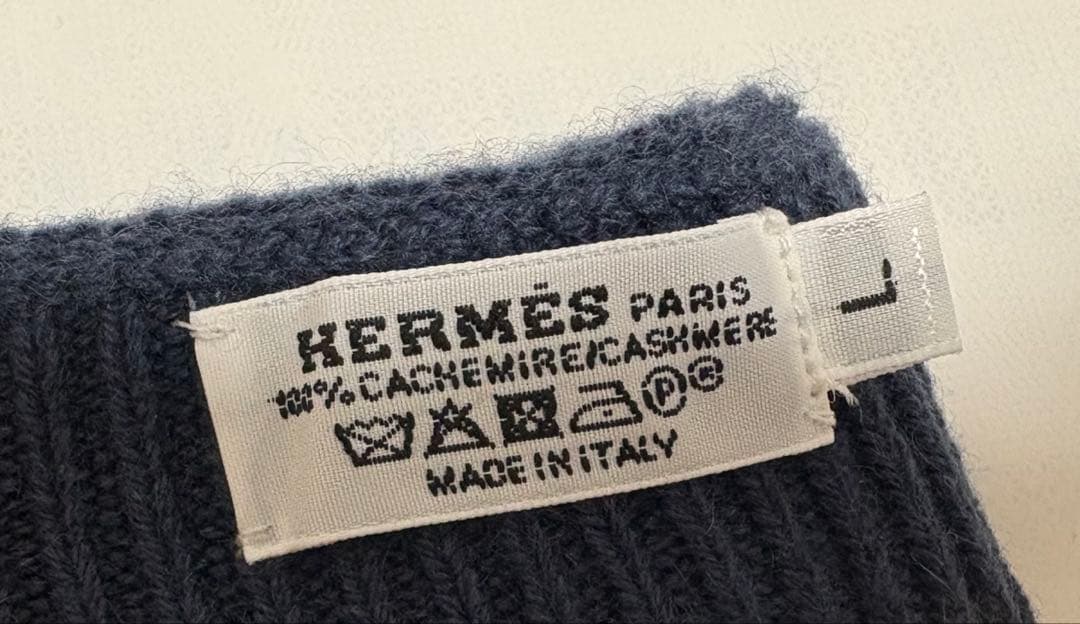 HERMÈS PARIS
100% CACHEMIRE/CASHMERE
P ®
MADE IN ITALY
L